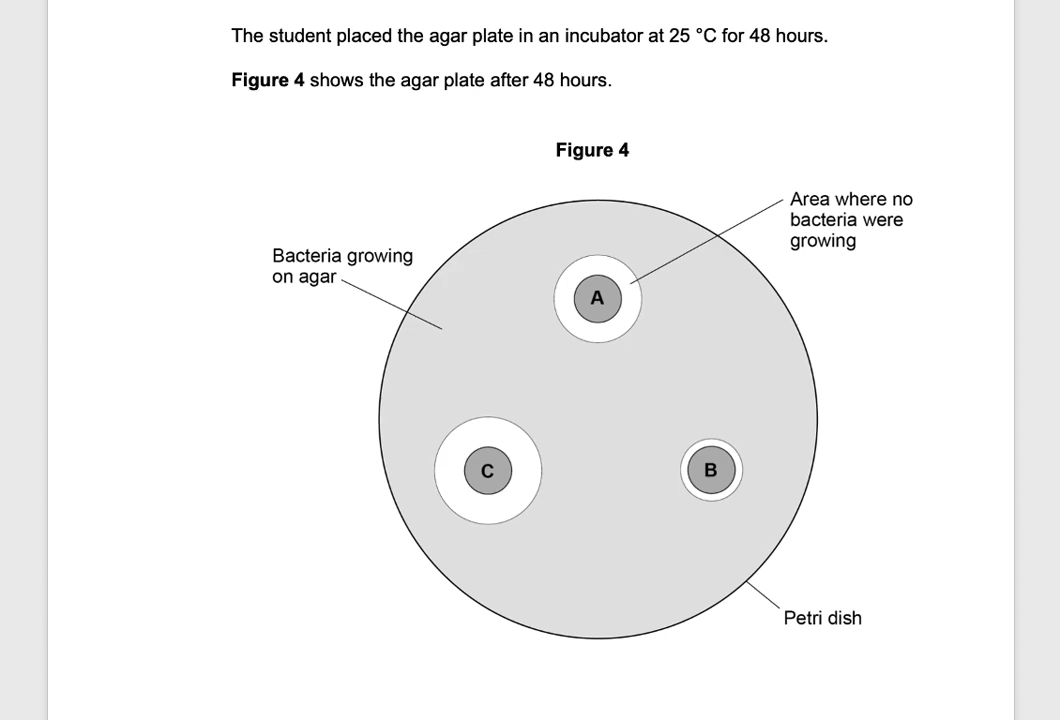 The student placed the agar plate in an incubator at 25 °C for 48 hours.
Figure 4 shows the agar plate after 48 hours.
Figure 4
Area where no
bacteria were
growing
Bacteria growing
on agar
A
C
B
Petri dish